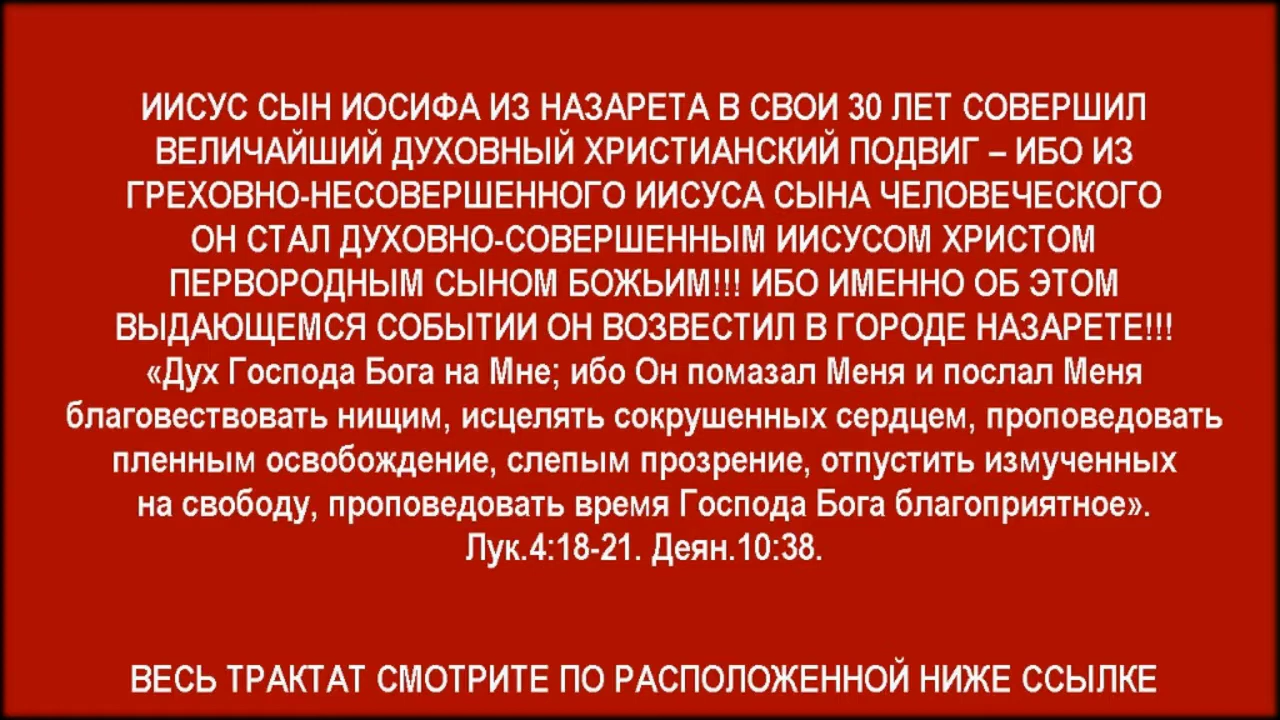 ИИСУС СЫН ИОСИФА ИЗ НАЗАРЕТА В СВОИ 30 ЛЕТ СОВЕРШИЛ
ВЕЛИЧАЙШИЙ ДУХОВНЫЙ ХРИСТИАНСКИЙ ПОДВИГ – ИБО ИЗ
ГРЕХОВНО-НЕСОВЕРШЕННОГО ИИСУСА СЫНА ЧЕЛОВЕЧЕСКОГО
ОН СТАЛ ДУХОВНО-СОВЕРШЕННЫМ ИИСУСОМ ХРИСТОМ
ПЕРВОРОДНЫМ СЫНОМ БОЖЬИМ!!! ИБО ИМЕННО ОБ ЭТОМ
ВЫДАЮЩЕМСЯ СОБЫТИИ ОН ВОЗВЕСТИЛ В ГОРОДЕ НАЗАРЕТЕ!!!
«Дух Господа Бога на Мне; ибо Он помазал Меня и послал Меня
благовествовать нищим, исцелять сокрушенных сердцем, проповедовать
пленным освобождение, слепым прозрение, отпустить измученных
на свободу, проповедовать время Господа Бога благоприятное».
Лук.4:18-21. Деян.10:38.
ВЕСЬ ТРАКТАТ СМОТРИТЕ ПО РАСПОЛОЖЕННОЙ НИЖЕ ССЫЛКЕ